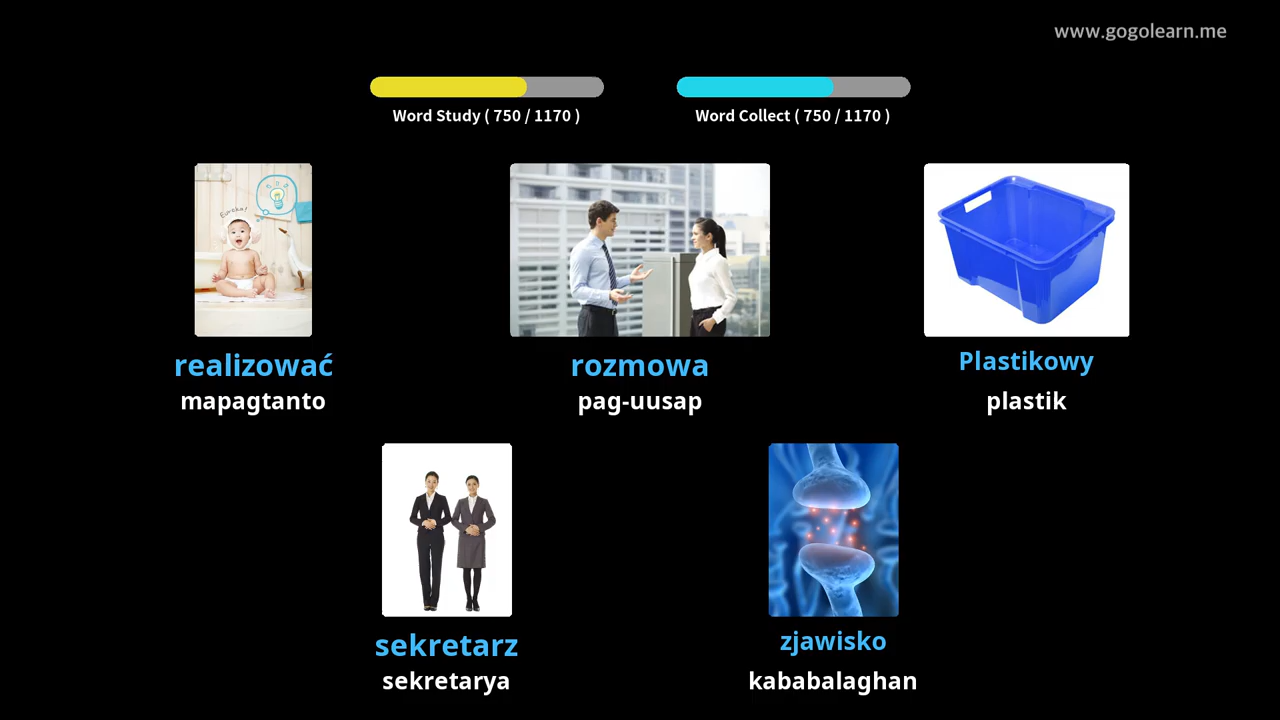 www.gogolearn.me
Word Study ( 750 / 1170 )
Word Collect ( 750 / 1170 )
Eureka!
realizować
mapagtanto
rozmowa
pag-uusap
Plastikowy
plastik
sekretarz
sekretarya
zjawisko
kababalaghan